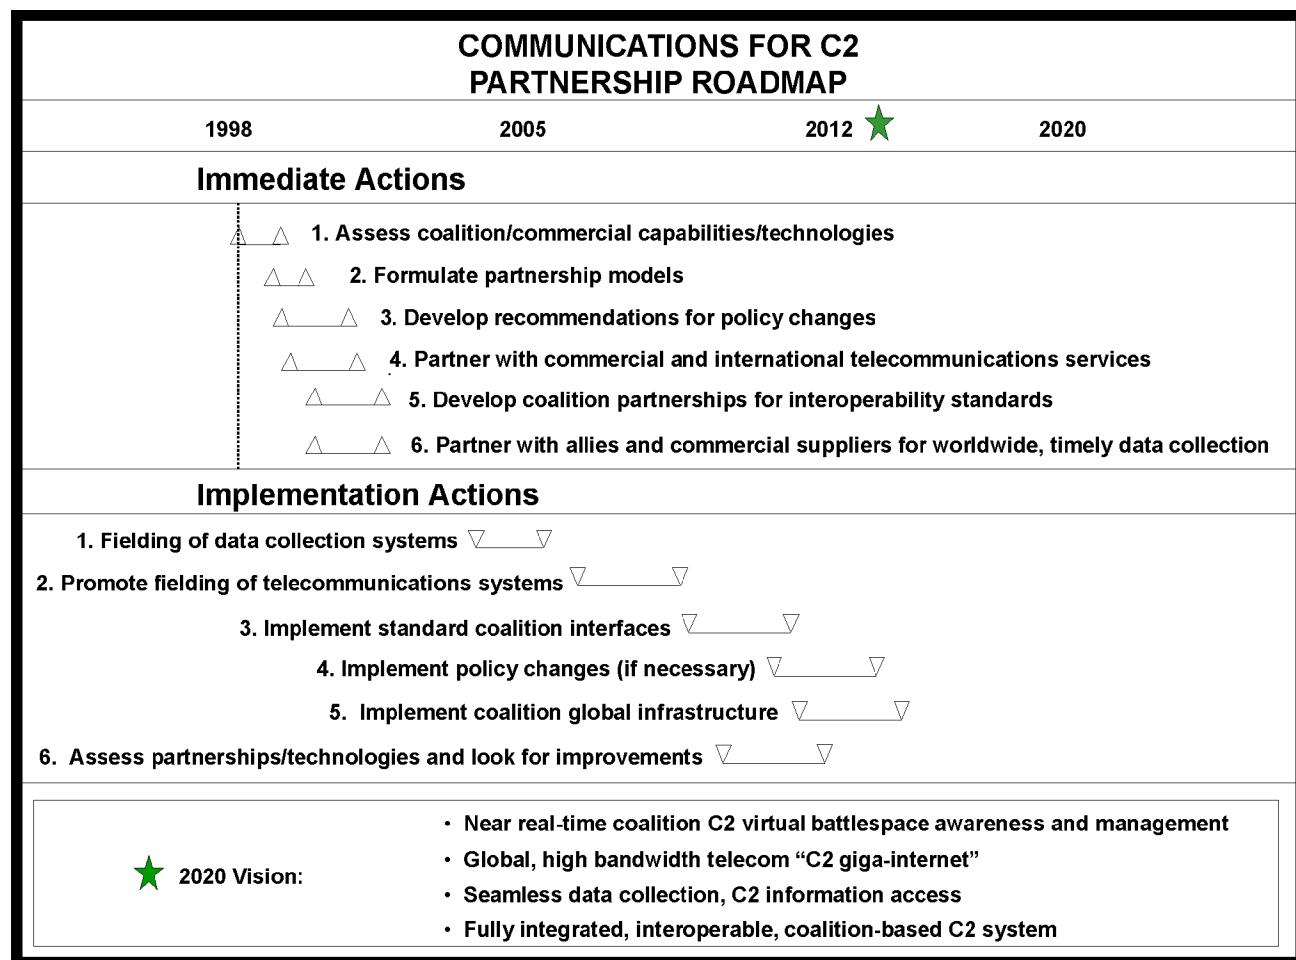 COMMUNICATIONS FOR C2
PARTNERSHIP ROADMAP
1998 2005 2012 2020
Immediate Actions
1. Assess coalition/commercial capabilities/technologies
2. Formulate partnership models
3. Develop recommendations for policy changes
4. Partner with commercial and international telecommunications services
5. Develop coalition partnerships for interoperability standards
6. Partner with allies and commercial suppliers for worldwide, timely data collection
Implementation Actions
1. Fielding of data collection systems
2. Promote fielding of telecommunications systems
3. Implement standard coalition interfaces
4. Implement policy changes (if necessary)
5. Implement coalition global infrastructure
6. Assess partnerships/technologies and look for improvements
2020 Vision:
• Near real-time coalition C2 virtual battlespace awareness and management
• Global, high bandwidth telecom “C2 giga-internet”
• Seamless data collection, C2 information access
• Fully integrated, interoperable, coalition-based C2 system